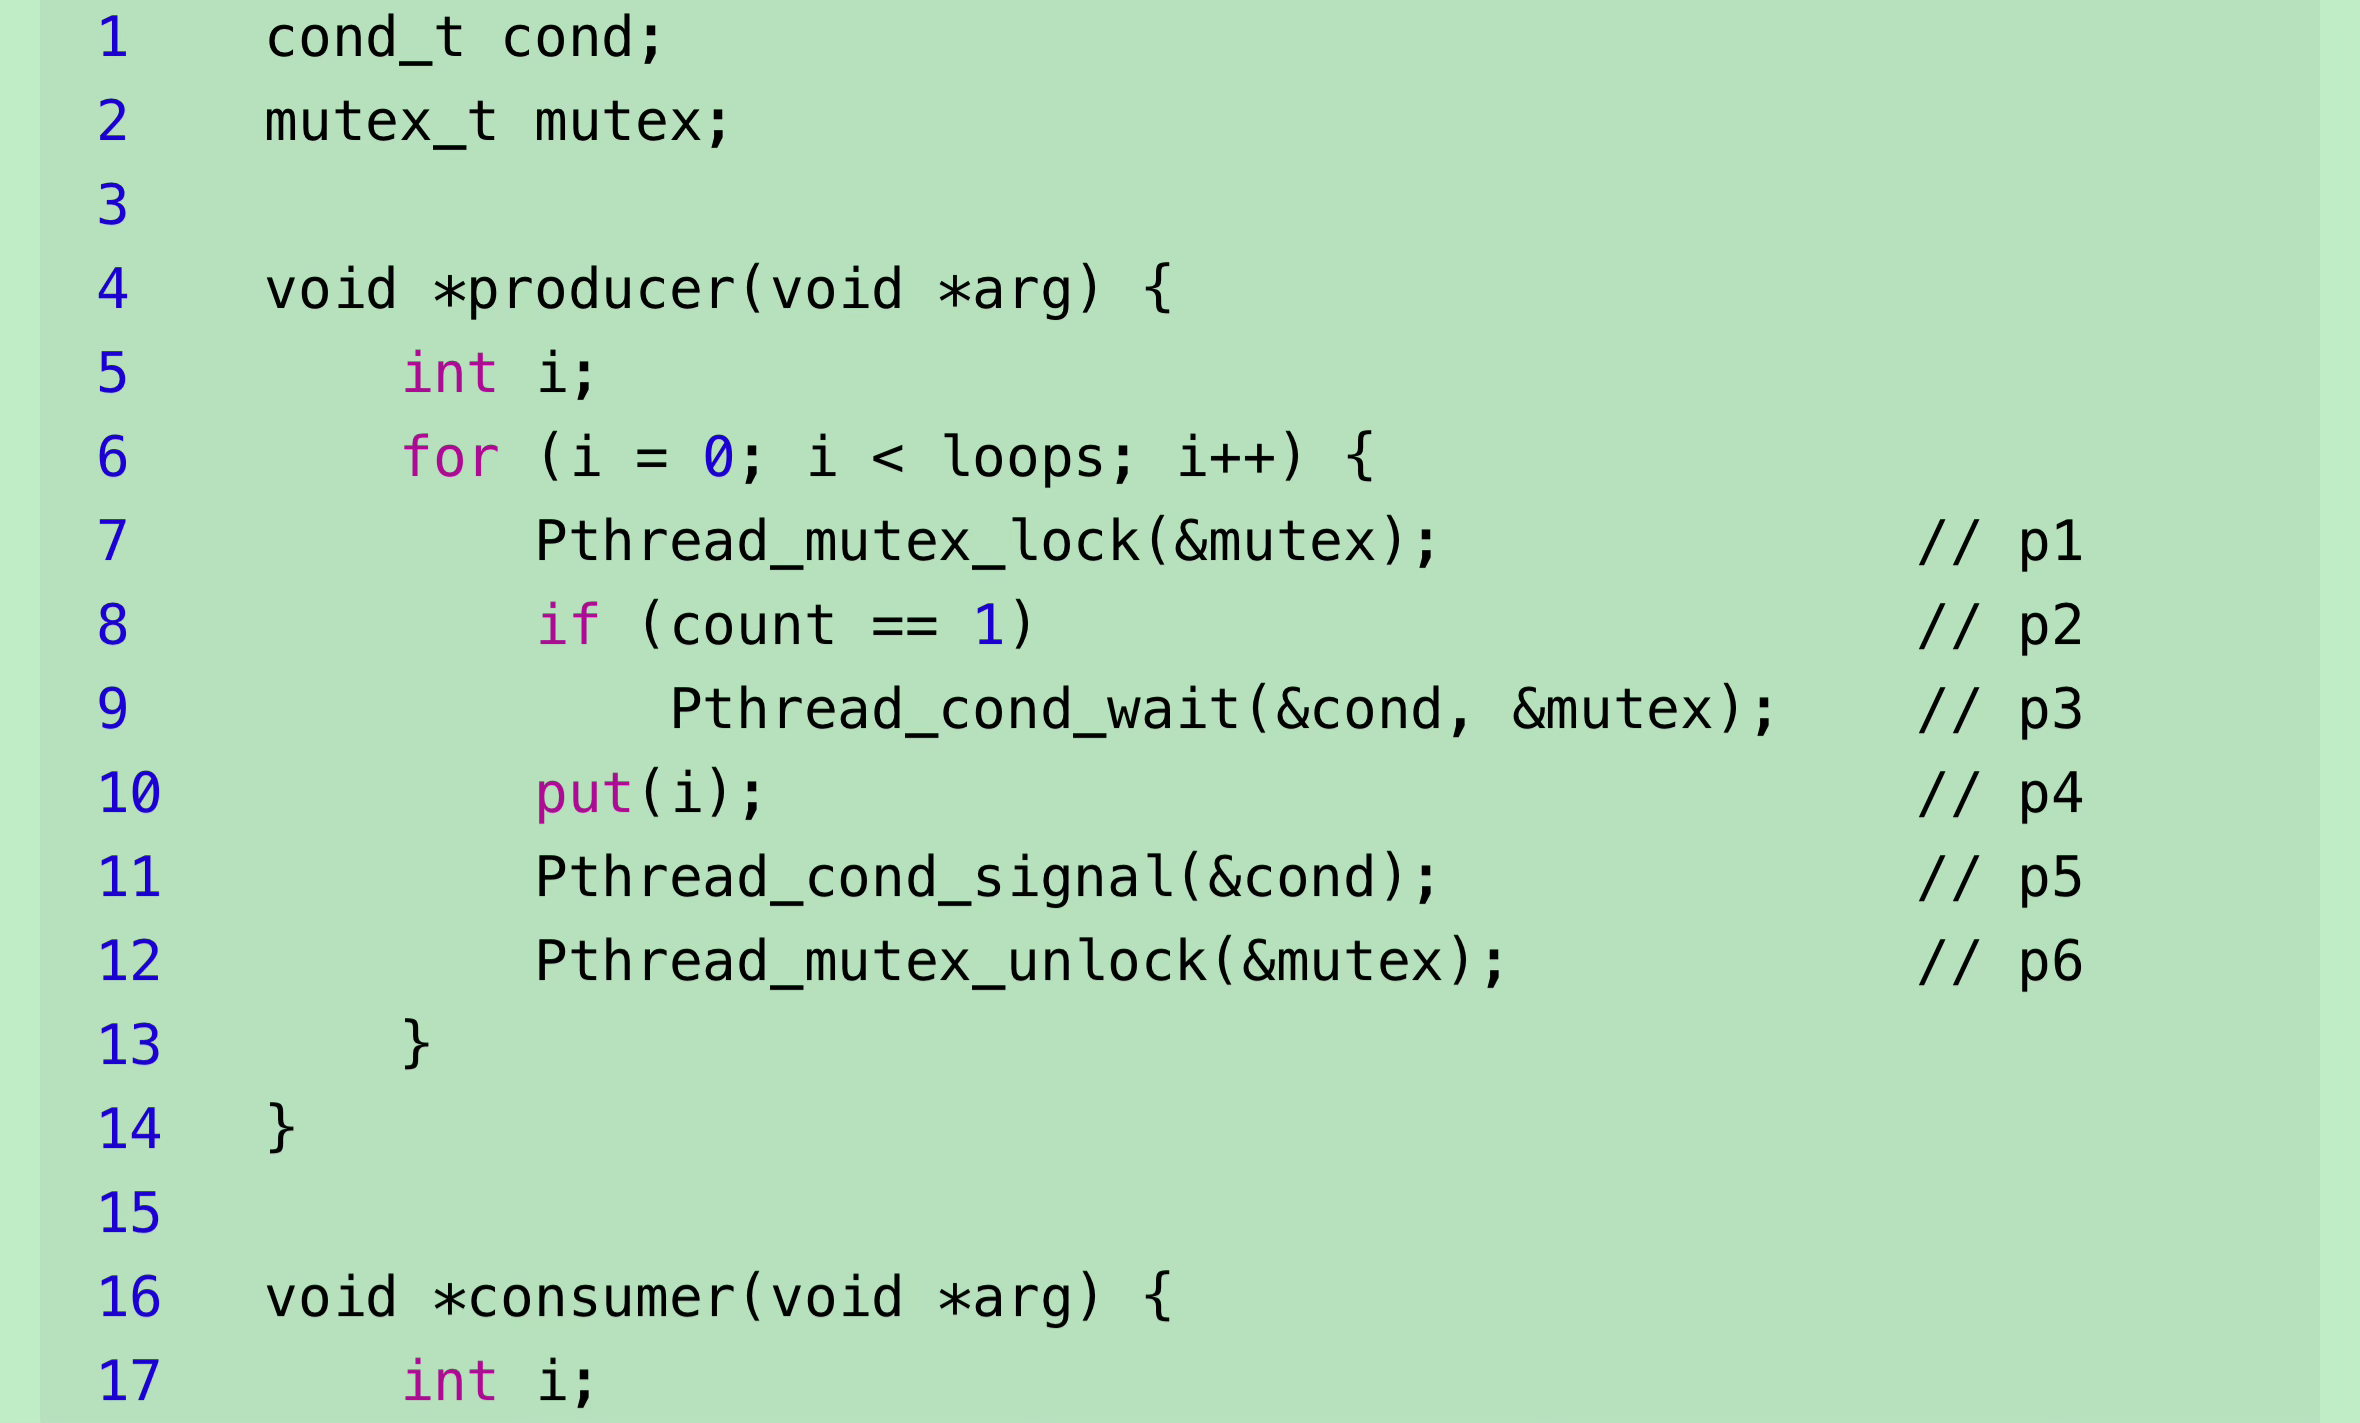 1 cond_t cond;
2 mutex_t mutex;
3
4 void *producer(void *arg) {
5 int i;
6 for (i = 0; i < loops; i++) {
7 Pthread_mutex_lock(&mutex); // p1
8 if (count == 1) // p2
9 Pthread_cond_wait(&cond, &mutex); // p3
10 put(i); // p4
11 Pthread_cond_signal(&cond); // p5
12 Pthread_mutex_unlock(&mutex); // p6
13 }
14 }
15
16 void *consumer(void *arg) {
17 int i;